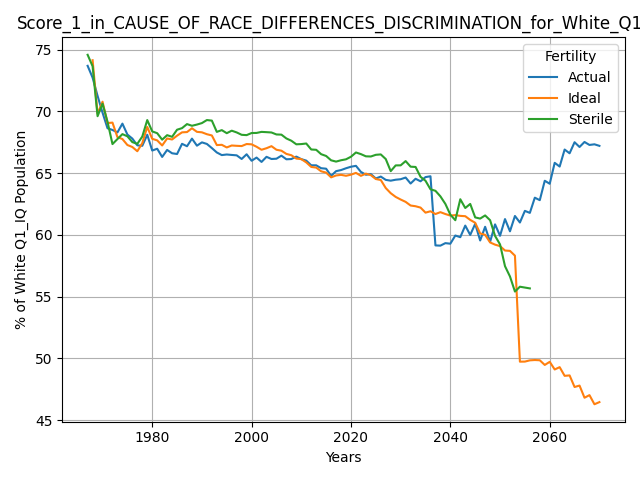 Score_1_in_CAUSE_OF_RACE_DIFFERENCES_DISCRIMINATION_for_White_Q1
% of White Q1_IQ Population
75
70
65
60
55
50
45
Fertility
Actual
Ideal
Sterile
1980
2000
2020
2040
2060
Years